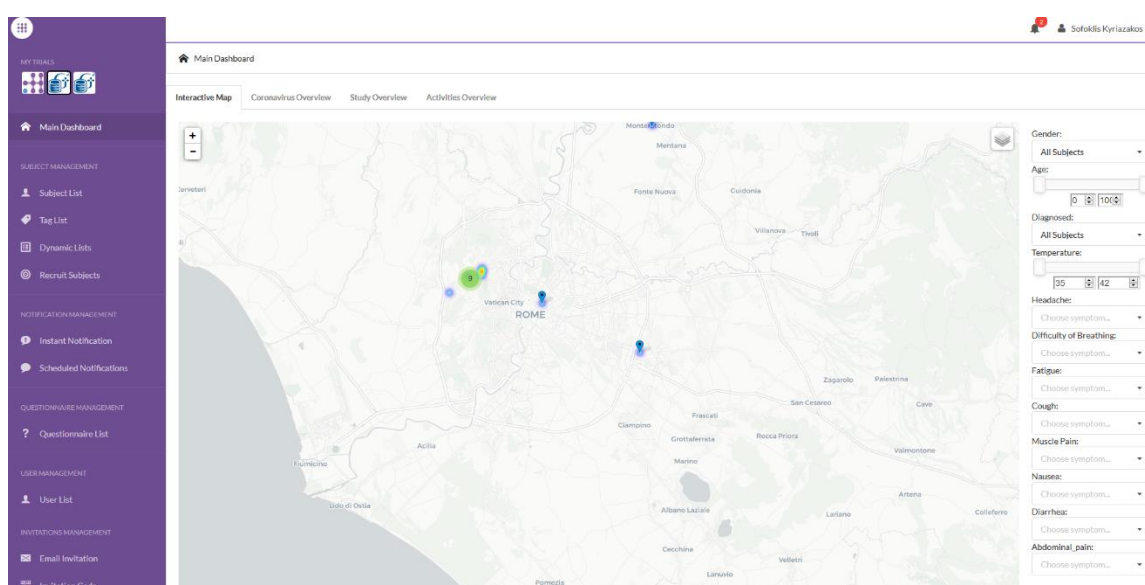 2
Sofoklis Kyriazakos
MY TRIALS
Main Dashboard
SUBJECT MANAGEMENT
Subject List
Tag List
Dynamic Lists
Recruit Subjects
NOTIFICATION MANAGEMENT
Instant Notification
Scheduled Notifications
QUESTIONNAIRE MANAGEMENT
? Questionnaire List
USER MANAGEMENT
User List
INVITATIONS MANAGEMENT
Email Invitation
Invitation Code
Main Dashboard
Interactive Map Coronavirus Overview Study Overview Activities Overview
+
-
Monterotondo
Mentana
Cerveteri
Fonte Nuova
Guidonia
Villanova
Tivoli
9
Vatican City
ROME
Zagarolo
Palestrina
San Cesareo
Cave
Frascati
Ciampino
Grottaferrata
Rocca Priora
Acilia
Marino
Valmontone
Fiumicino
Artena
Lido di Ostia
Albano Laziale
Lariano
Colleferro
Cecchina
Velletri
Lanuvio
Pomezia
Gender:
All Subjects
Age:
0 100
Diagnosed:
All Subjects
Temperature:
35 42
Headache:
Choose symptom...
Difficulty of Breathing:
Choose symptom...
Fatigue:
Choose symptom...
Cough:
Choose symptom...
Muscle Pain:
Choose symptom...
Nausea:
Choose symptom...
Diarrhea:
Choose symptom...
Abdominal_pain:
Choose symptom...